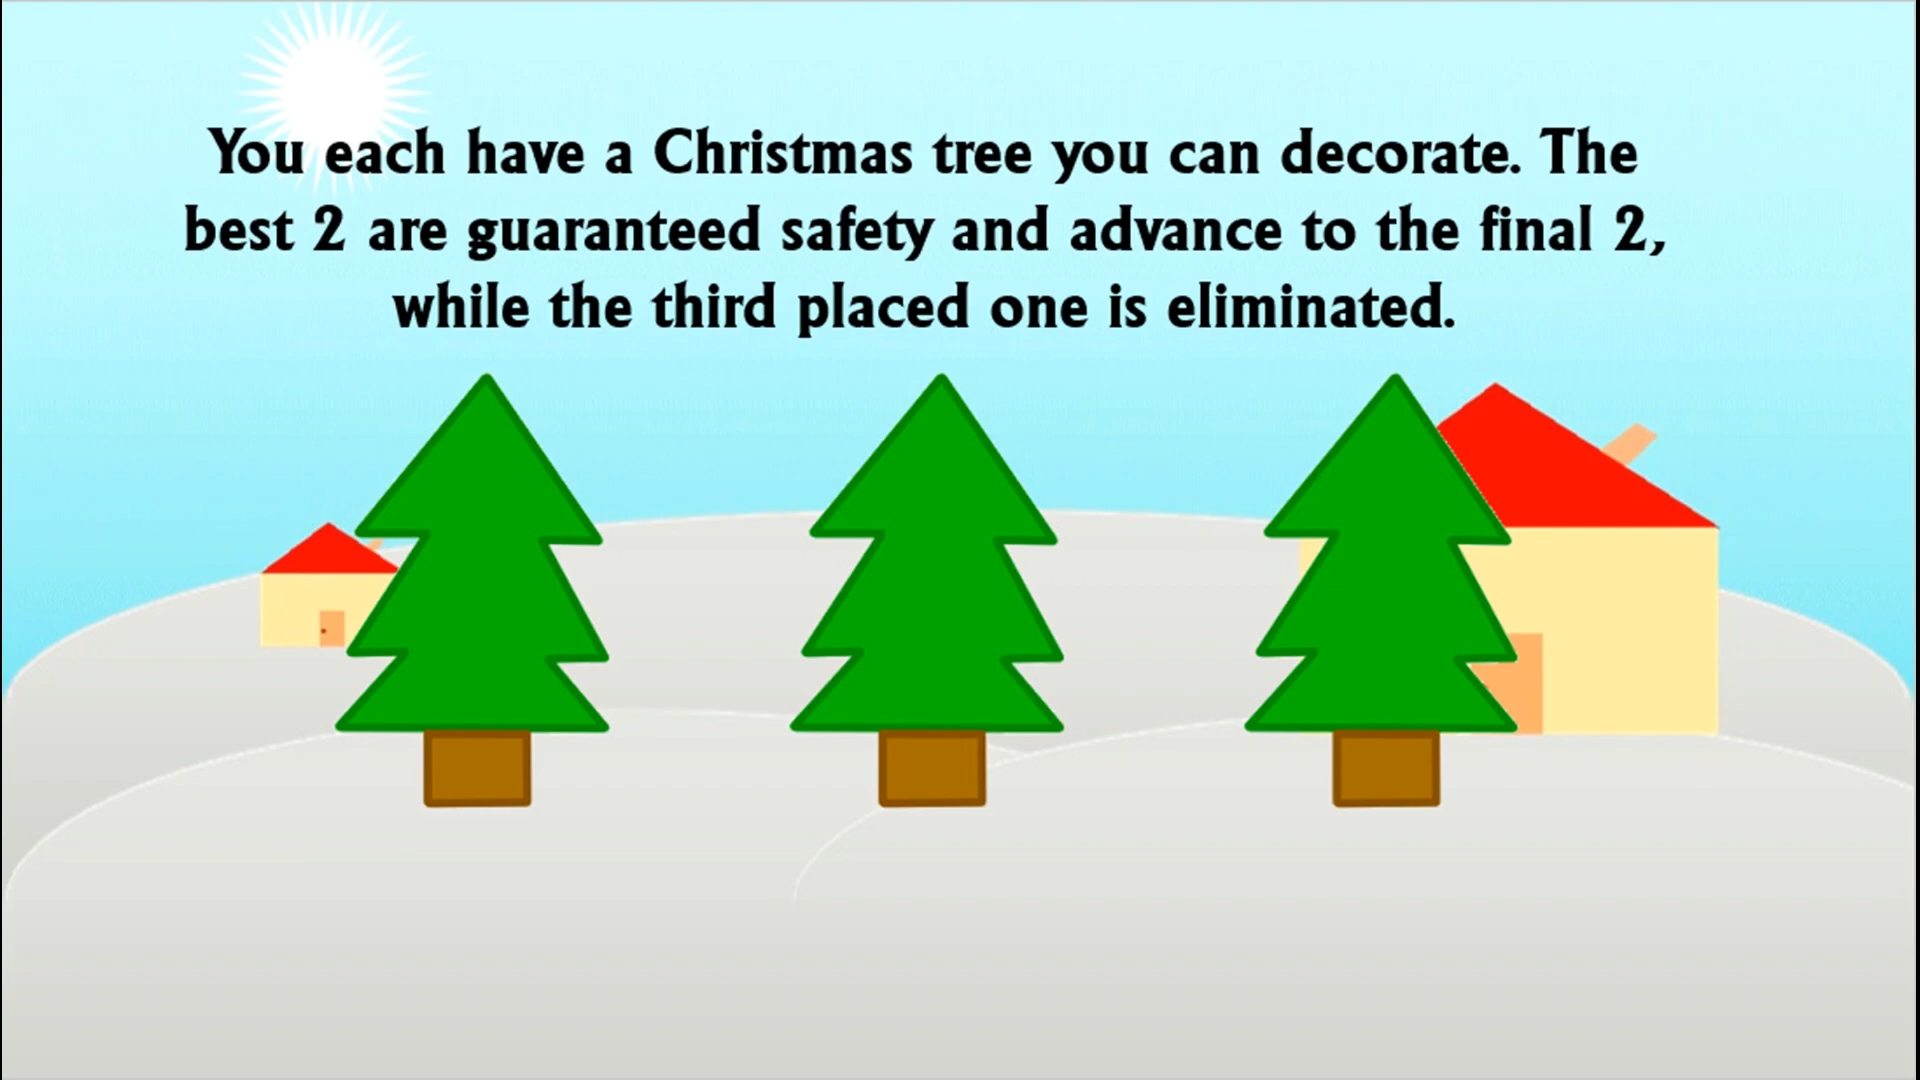 You each have a Christmas tree you can decorate. The
best 2 are guaranteed safety and advance to the final 2,
while the third placed one is eliminated.